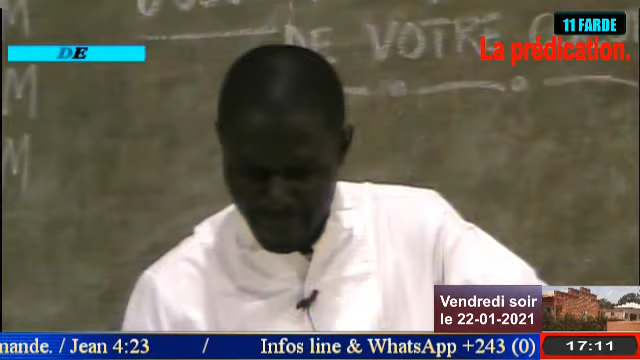 11 FARDE
DE VOTRE
La prédication.
DE
M
M
Vendredi soir
le 22-01-2021
mande. / Jean 4:23 / Infos line & WhatsApp +243 (0)
17:11